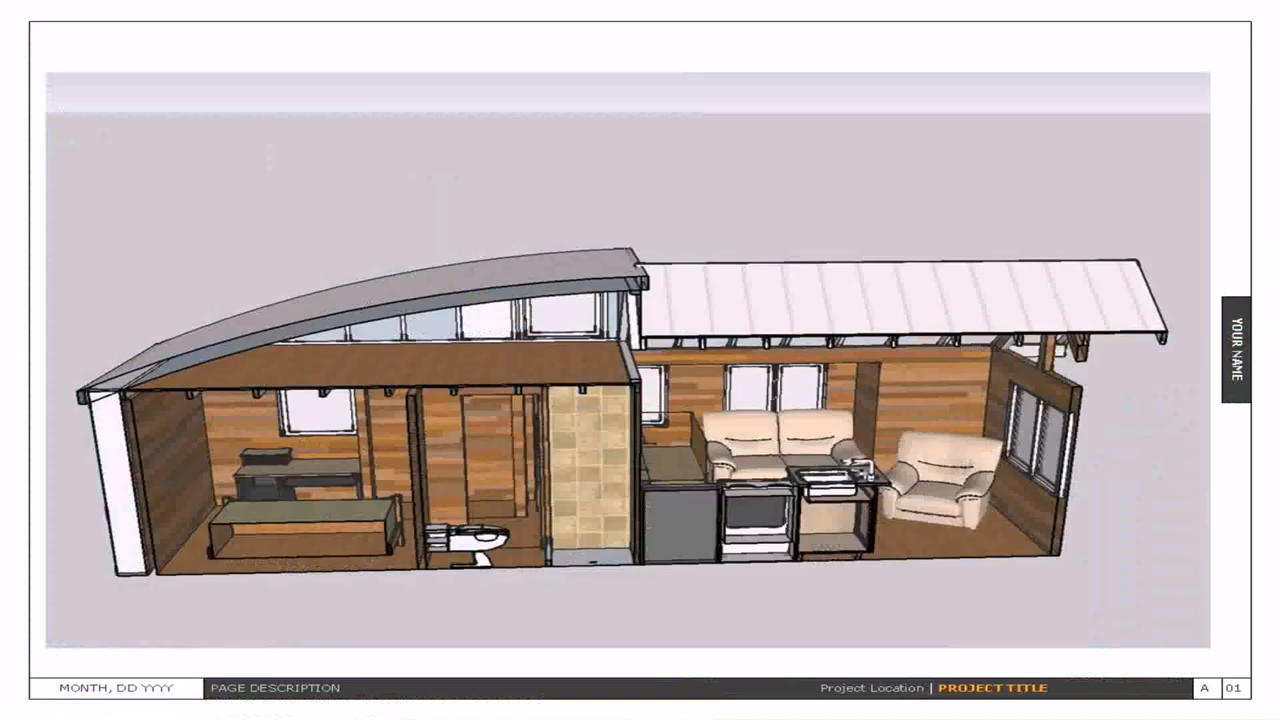 YOUR NAME
MONTH, DD YYYY
PAGE DESCRIPTION
Project Location | PROJECT TITLE
A
01